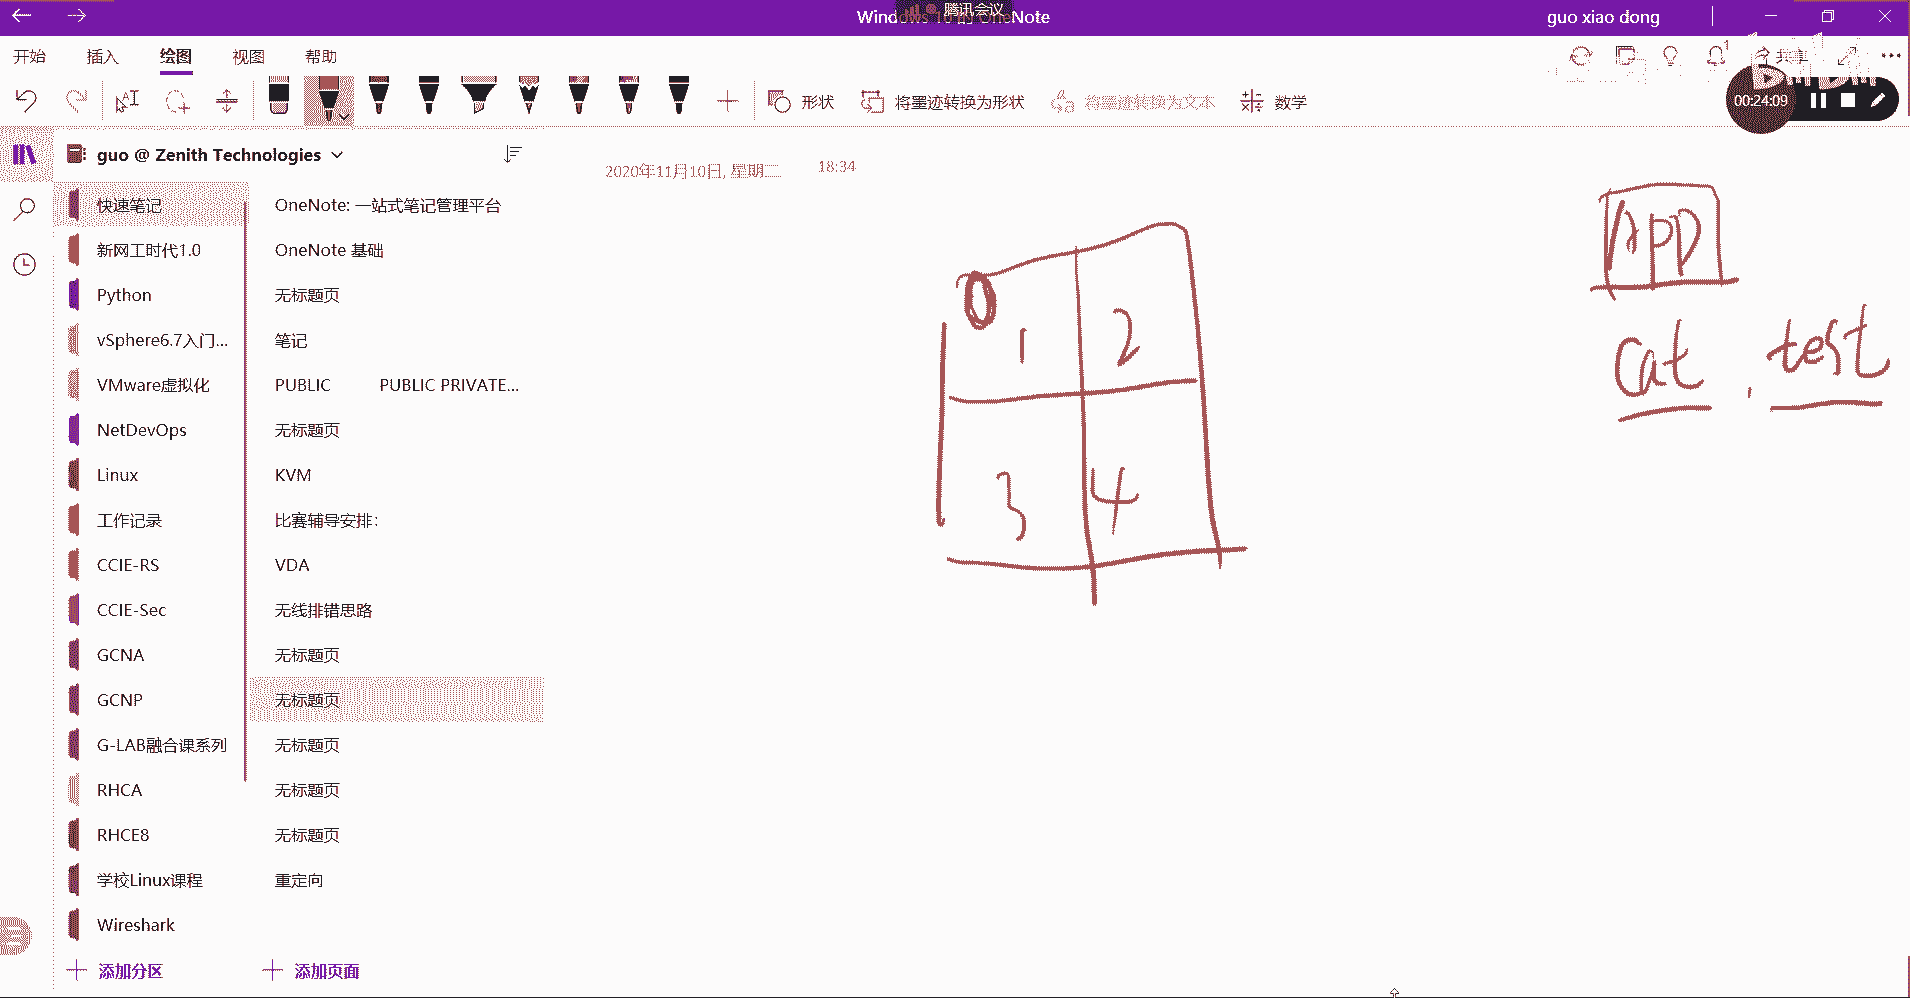 腾讯会议
Windows 10 的 OneNote
guo xiao dong
开始 插入 绘图 视图 帮助
共享
形状 将墨迹转换为形状 将墨迹转换为文本 数学
00:24:09
guo @ Zenith Technologies
2020年11月10日, 星期二 18:34
快速笔记
新网工时代1.0
Python
vSphere6.7入门...
VMware虚拟化
NetDevOps
Linux
工作记录
CCIE-RS
CCIE-Sec
GCNA
GCNP
G-LAB融合课系列
RHCA
RHCE8
学校Linux课程
Wireshark
添加分区
OneNote: 一站式笔记管理平台
OneNote 基础
无标题页
笔记
PUBLIC PUBLIC PRIVATE...
无标题页
KVM
比赛辅导安排:
VDA
无线排错思路
无标题页
无标题页
无标题页
无标题页
无标题页
重定向
添加页面
0
1 2
3 4
APP
cat . test